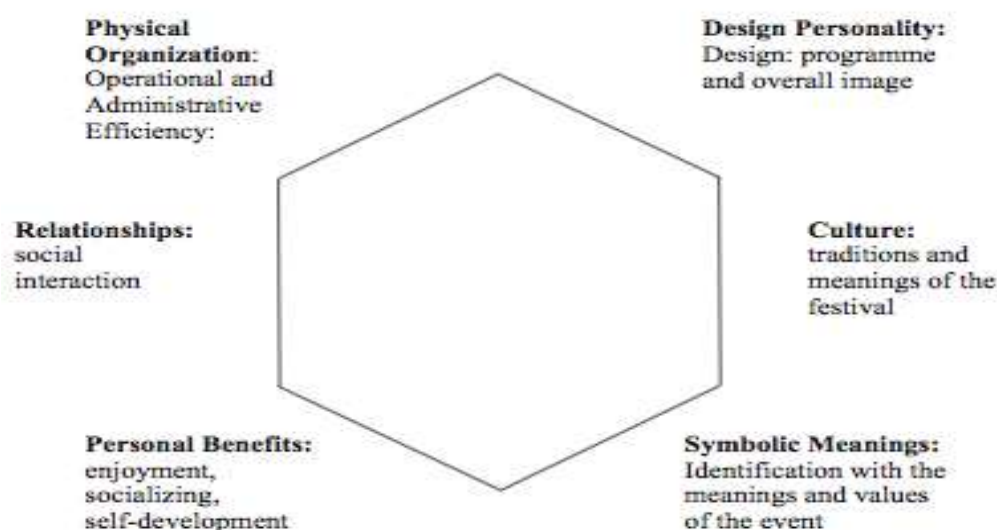 Physical
Organization:
Operational and
Administrative
Efficiency:
Design Personality:
Design: programme
and overall image
Relationships:
social
interaction
Culture:
traditions and
meanings of the
festival
Personal Benefits:
enjoyment,
socializing,
self-development
Symbolic Meanings:
Identification with the
meanings and values
of the event